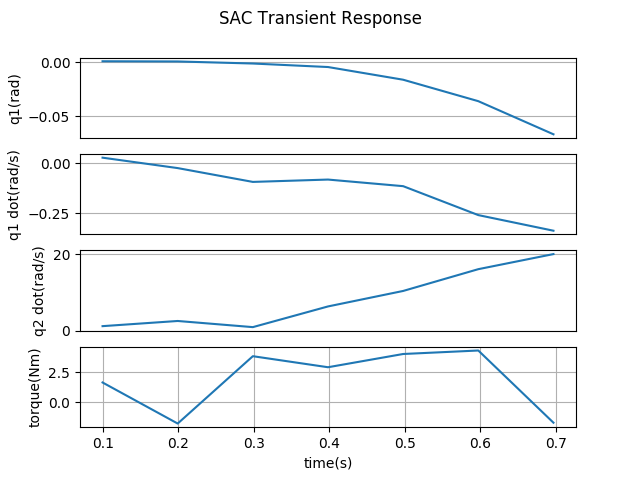 SAC Transient Response
q1(rad)
0.00
−0.05
q1 dot(rad/s)
0.00
−0.25
q2 dot(rad/s)
20
0
torque(Nm)
2.5
0.0
0.1 0.2 0.3 0.4 0.5 0.6 0.7
time(s)